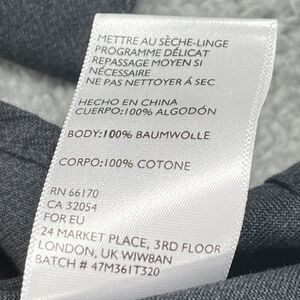 METTRE AU SÈCHE-LINGE
PROGRAMME DÉLICAT
REPASSAGE MOYEN SI
NÉCESSAIRE
NE PAS NETTOYER Á SEC
HECHO EN CHINA
CUERPO:100% ALGODÓN
BODY:100% BAUMWOLLE
CORPO:100% COTONE
RN 66170
CA 32054
FOR EU
24 MARKET PLACE, 3RD FLOOR
LONDON, UK WIW8AN
BATCH # 47M361T320